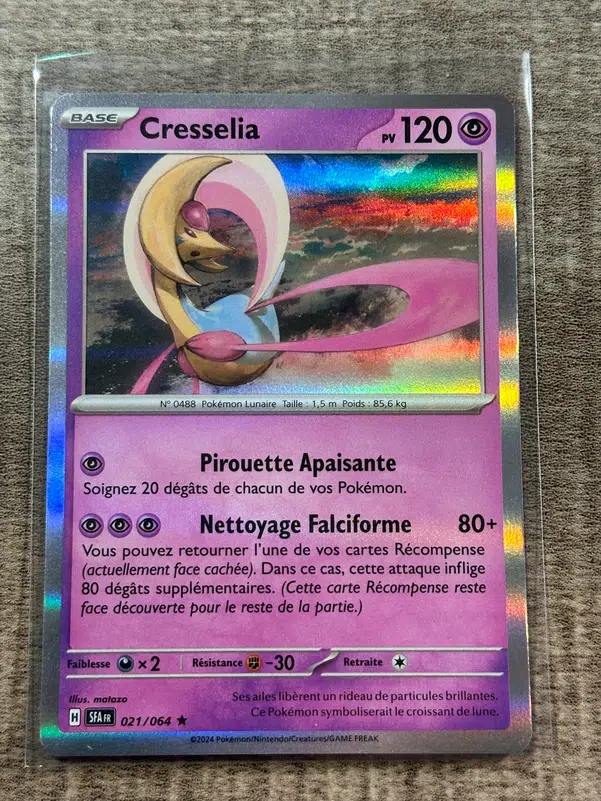 BASE Cresselia PV 120
N° 0488 Pokémon Lunaire Taille : 1,5 m Poids : 85,6 kg
Pirouette Apaisante
Soignez 20 dégâts de chacun de vos Pokémon.
Nettoyage Falciforme 80+
Vous pouvez retourner l'une de vos cartes Récompense
(actuellement face cachée). Dans ce cas, cette attaque inflige
80 dégâts supplémentaires. (Cette carte Récompense reste
face découverte pour le reste de la partie.)
Faiblesse ×2 Résistance -30 Retraite
Illus. matazo
Ses ailes libèrent un rideau de particules brillantes.
H SFA FR 021/064 ★
Ce Pokémon symboliserait le croissant de lune.
©2024 Pokémon/Nintendo/Creatures/GAME FREAK